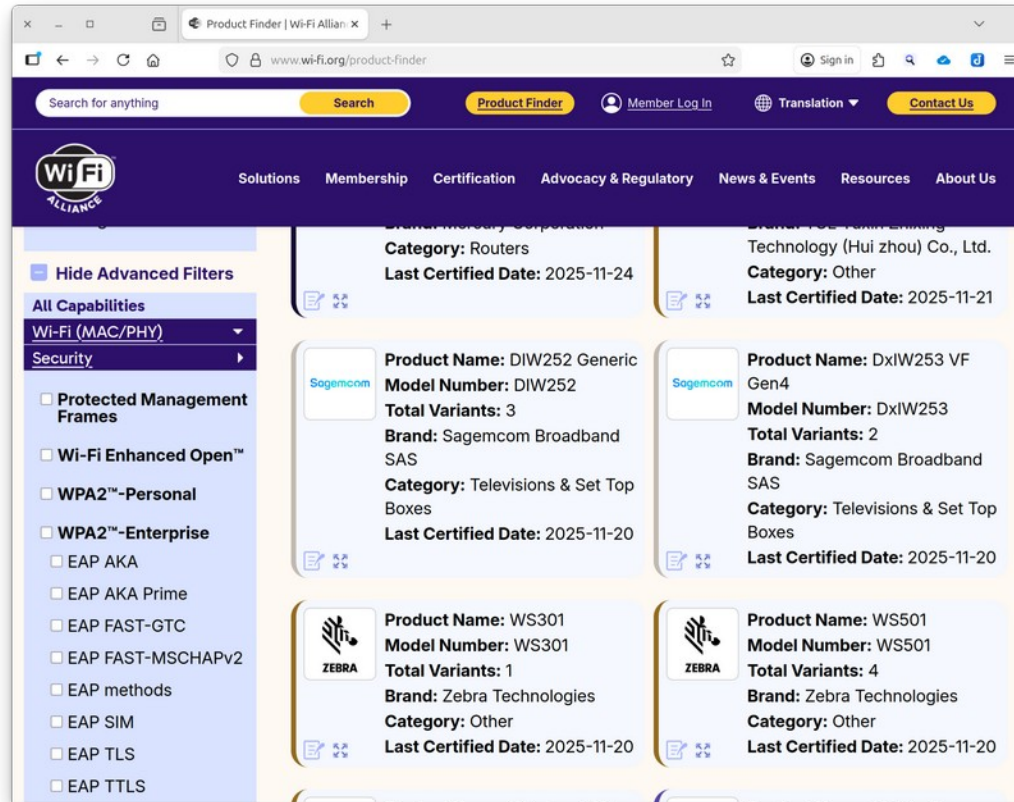 Product Finder | Wi-Fi Allian
www.wi-fi.org/product-finder
Sign in
Search for anything
Search
Product Finder
Member Log In
Translation
Contact Us
Wi Fi
ALLIANCE
Solutions
Membership
Certification
Advocacy & Regulatory
News & Events
Resources
About Us
Hide Advanced Filters
All Capabilities
Wi-Fi (MAC/PHY)
Security
Protected Management
Frames
Wi-Fi Enhanced Open™
WPA2™-Personal
WPA2™-Enterprise
EAP AKA
EAP AKA Prime
EAP FAST-GTC
EAP FAST-MSCHAPv2
EAP methods
EAP SIM
EAP TLS
EAP TTLS
Brand: Mercury Corporation
Category: Routers
Last Certified Date: 2025-11-24
Technology (Hui zhou) Co., Ltd.
Category: Other
Last Certified Date: 2025-11-21
Sagemcom
Product Name: DIW252 Generic
Model Number: DIW252
Total Variants: 3
Brand: Sagemcom Broadband
SAS
Category: Televisions & Set Top
Boxes
Last Certified Date: 2025-11-20
Sagemcom
Product Name: DxIW253 VF
Gen4
Model Number: DxIW253
Total Variants: 2
Brand: Sagemcom Broadband
SAS
Category: Televisions & Set Top
Boxes
Last Certified Date: 2025-11-20
ZEBRA
Product Name: WS301
Model Number: WS301
Total Variants: 1
Brand: Zebra Technologies
Category: Other
Last Certified Date: 2025-11-20
ZEBRA
Product Name: WS501
Model Number: WS501
Total Variants: 4
Brand: Zebra Technologies
Category: Other
Last Certified Date: 2025-11-20